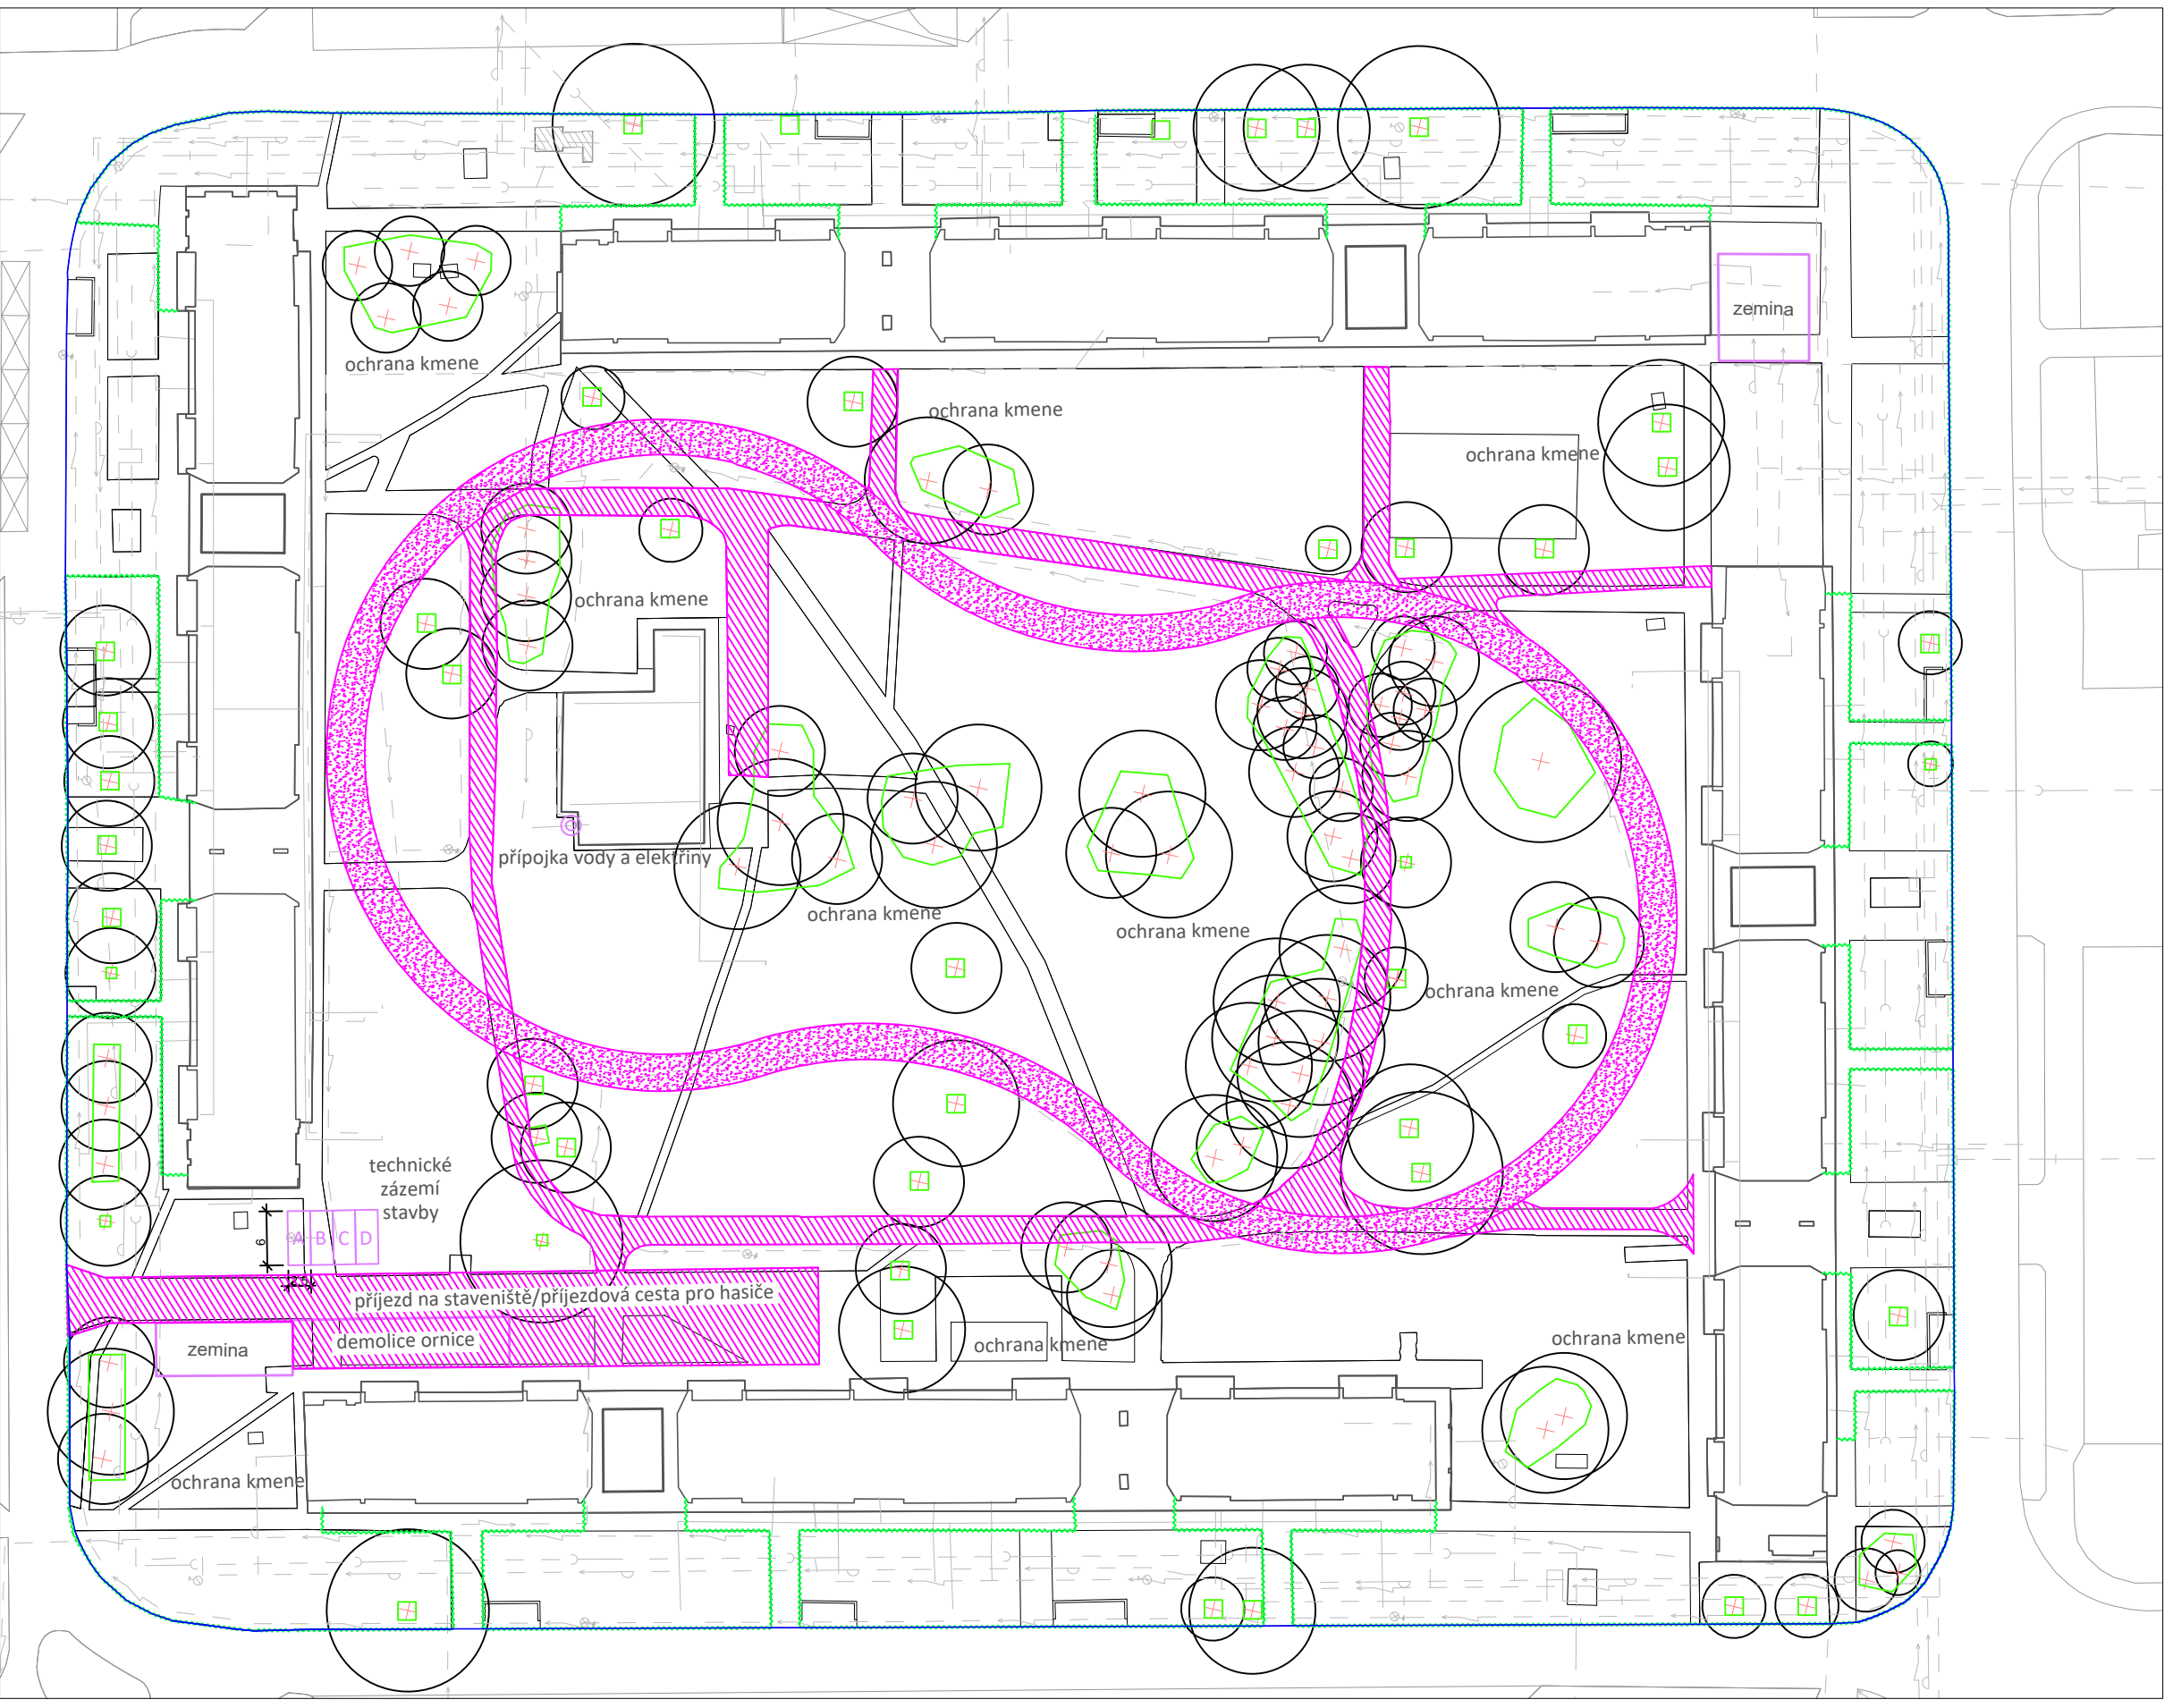 zemina
ochrana kmene
ochrana kmene
ochrana kmene
ochrana kmene
přípojka vody a elektřiny
ochrana kmene
ochrana kmene
ochrana kmene
technické
zázemí
stavby
6
A B C D
2,5
příjezd na staveniště/příjezdová cesta pro hasiče
demolice ornice
zemina
ochrana kmene
ochrana kmene
ochrana kmene